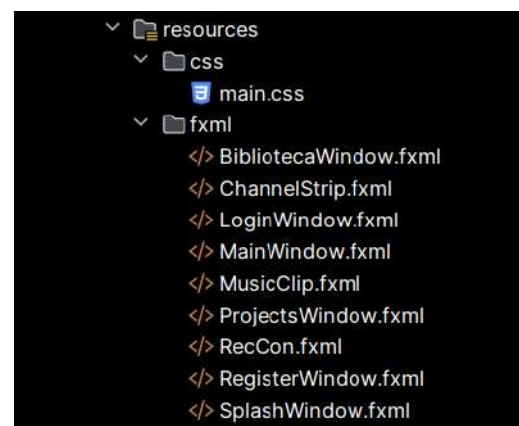 resources
css
main.css
fxml
</> BibliotecaWindow.fxml
</> ChannelStrip.fxml
</> LoginWindow.fxml
</> MainWindow.fxml
</> MusicClip.fxml
</> ProjectsWindow.fxml
</> RecCon.fxml
</> RegisterWindow.fxml
</> SplashWindow.fxml